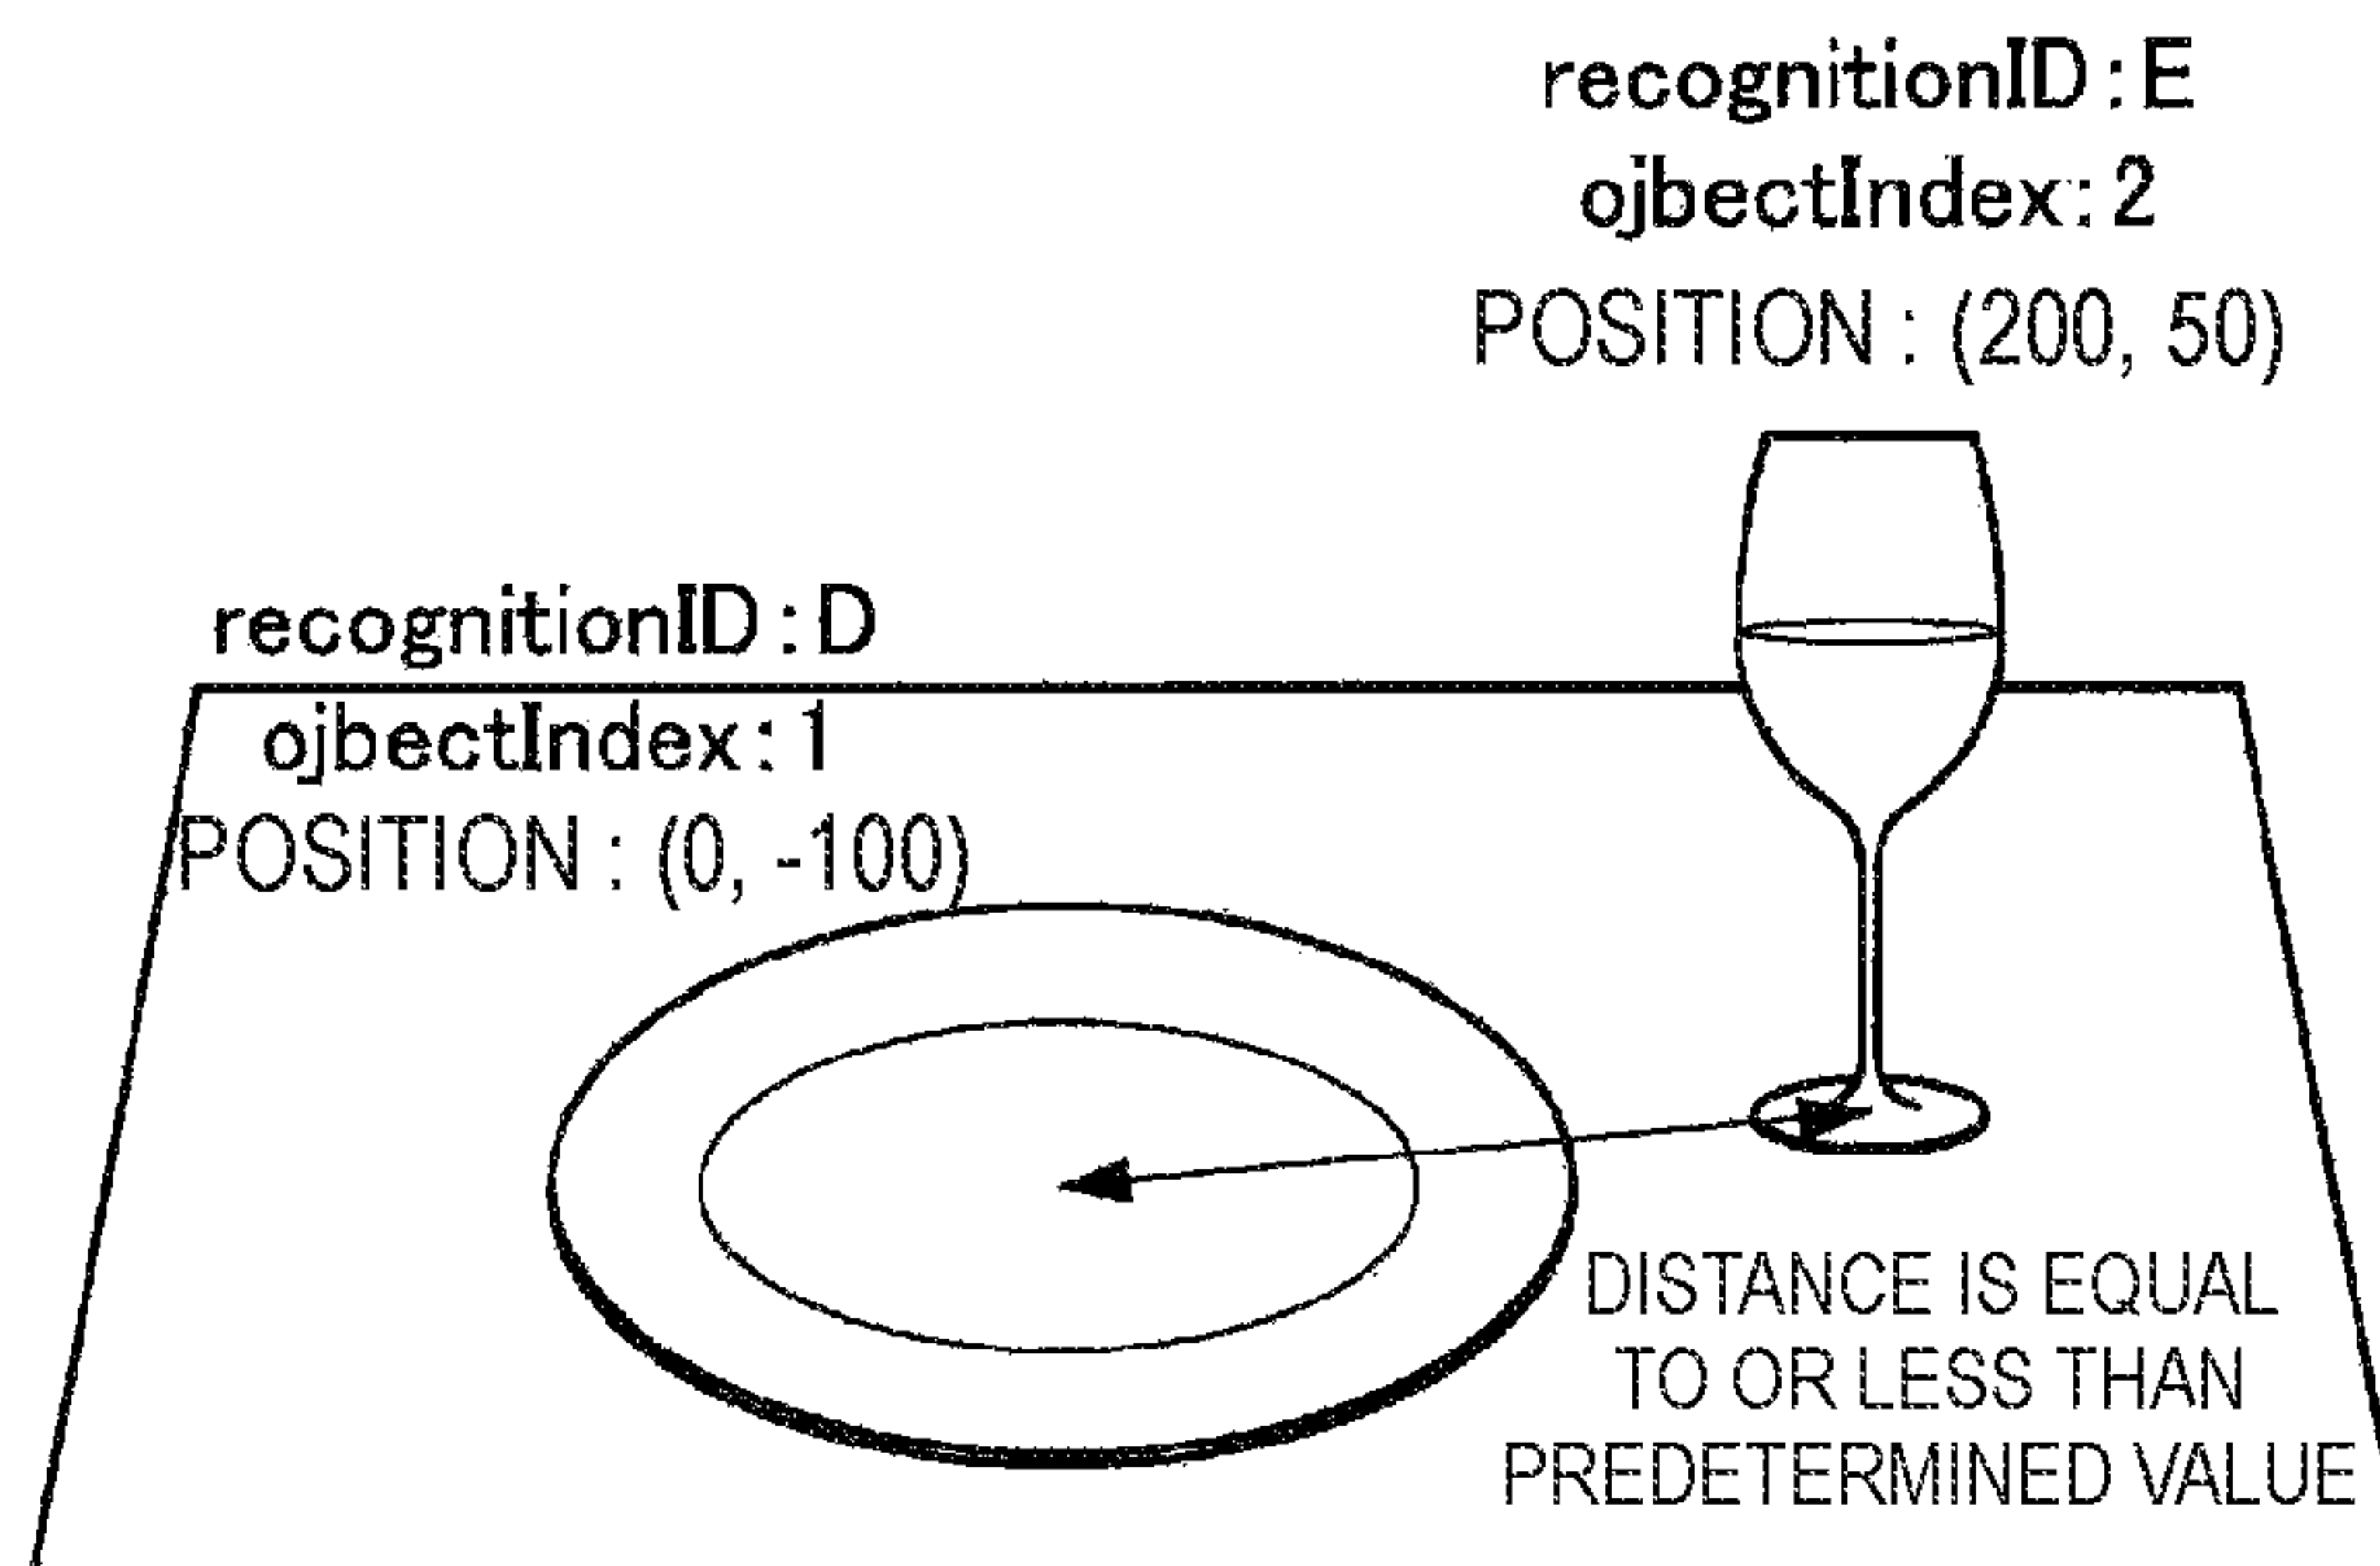 recognitionID:E
ojbectIndex:2
POSITION : (200, 50)
recognitionID:D
ojbectIndex:1
POSITION : (0, -100)
DISTANCE IS EQUAL
TO OR LESS THAN
PREDETERMINED VALUE